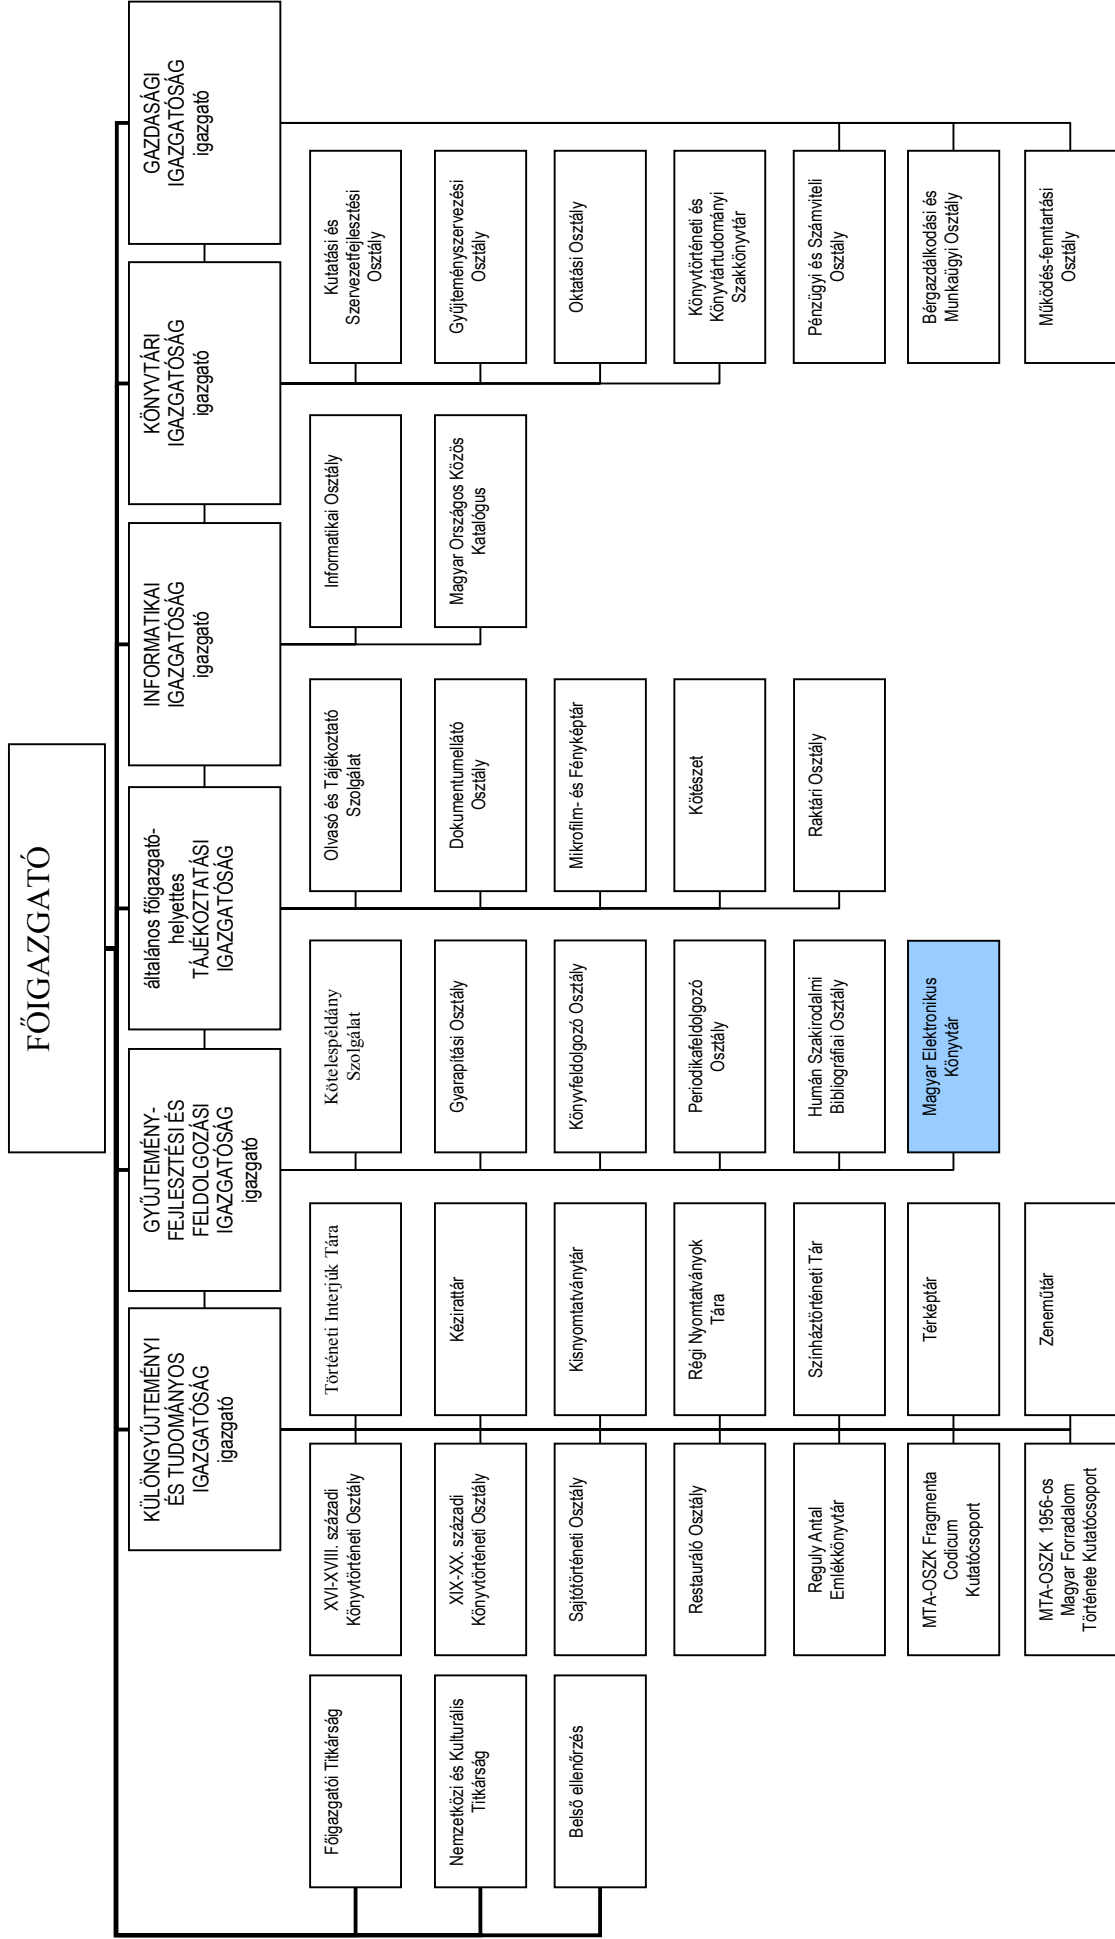 FŐIGAZGATÓ
KÜLÖNGYŰJTEMÉNYI
ÉS TUDOMÁNYOS
IGAZGATÓSÁG
igazgató
GYŰJTEMÉNY-
FEJLESZTÉSI ÉS
FELDOLGOZÁSI
IGAZGATÓSÁG
igazgató
általános főigazgató-
helyettes
TÁJÉKOZTATÁSI
IGAZGATÓSÁG
INFORMATIKAI
IGAZGATÓSÁG
igazgató
KÖNYVTÁRI
IGAZGATÓSÁG
igazgató
GAZDASÁGI
IGAZGATÓSÁG
igazgató
Főigazgatói Titkárság
Nemzetközi és Kulturális
Titkárság
Belső ellenőrzés
XVI-XVIII. századi
Könyvtörténeti Osztály
XIX-XX. századi
Könyvtörténeti Osztály
Sajtótörténeti Osztály
Restauráló Osztály
Reguly Antal
Emlékkönyvtár
MTA-OSZK Fragmenta
Codicum
Kutatócsoport
MTA-OSZK 1956-os
Magyar Forradalom
Története Kutatócsoport
Történeti Interjúk Tára
Kézirattár
Kisnyomtatványtár
Régi Nyomtatványok
Tára
Színháztörténeti Tár
Térképtár
Zeneműtár
Kötelespéldány
Szolgálat
Gyarapítási Osztály
Könyvfeldolgozó Osztály
Periodikafeldolgozó
Osztály
Humán Szakirodalmi
Bibliográfiai Osztály
Magyar Elektronikus
Könyvtár
Olvasó és Tájékoztató
Szolgálat
Dokumentumellátó
Osztály
Mikrofilm- és Fényképtár
Kötészet
Raktári Osztály
Informatikai Osztály
Magyar Országos Közös
Katalógus
Kutatási és
Szervezetfejlesztési
Osztály
Gyűjteményszervezési
Osztály
Oktatási Osztály
Könyvtörténeti és
Könyvtártudományi
Szakkönyvtár
Pénzügyi és Számviteli
Osztály
Bérgazdálkodási és
Munkaügyi Osztály
Működés-fenntartási
Osztály